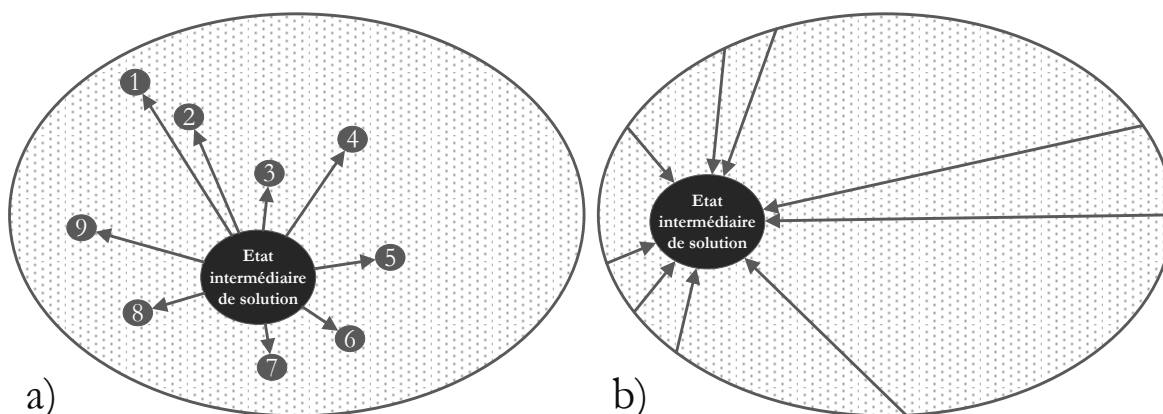 1
2
3
4
9
Etat
intermédiaire
de solution
5
8
6
7
a)
Etat
intermédiaire
de solution
b)